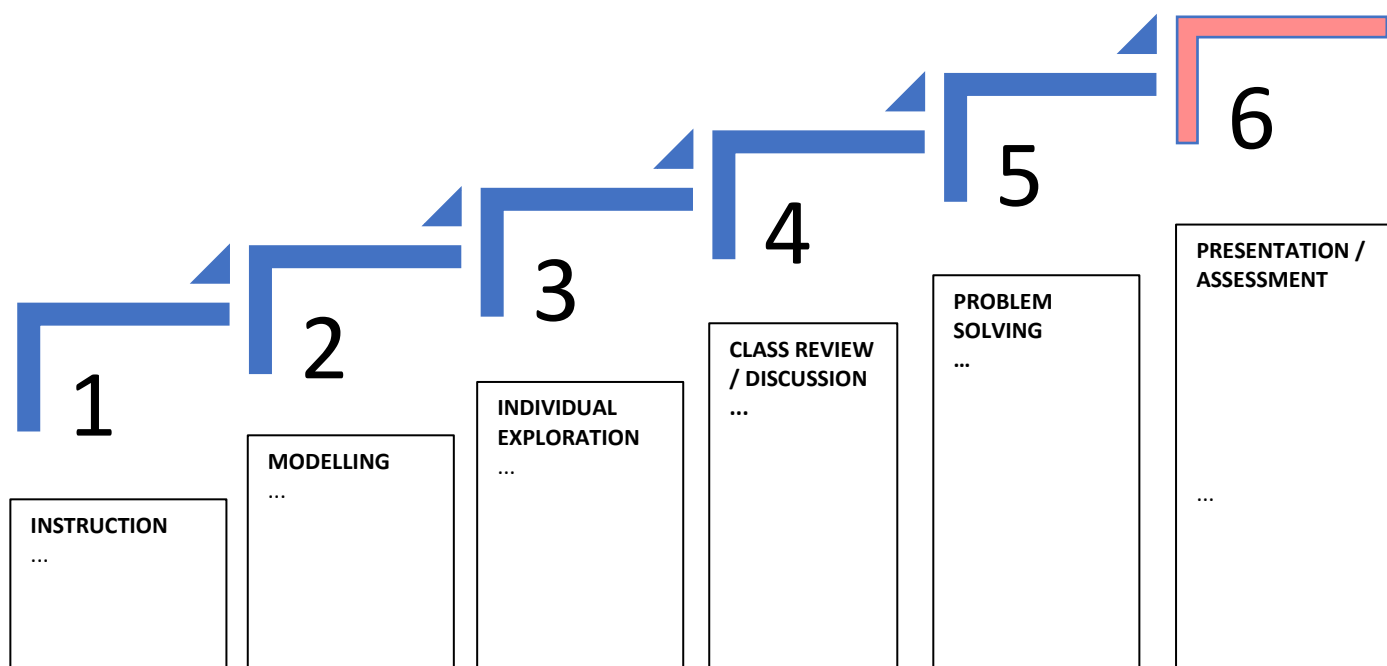 1
INSTRUCTION
...
2
MODELLING
...
3
INDIVIDUAL
EXPLORATION
...
4
CLASS REVIEW
/ DISCUSSION
...
5
PROBLEM
SOLVING
...
6
PRESENTATION /
ASSESSMENT
...